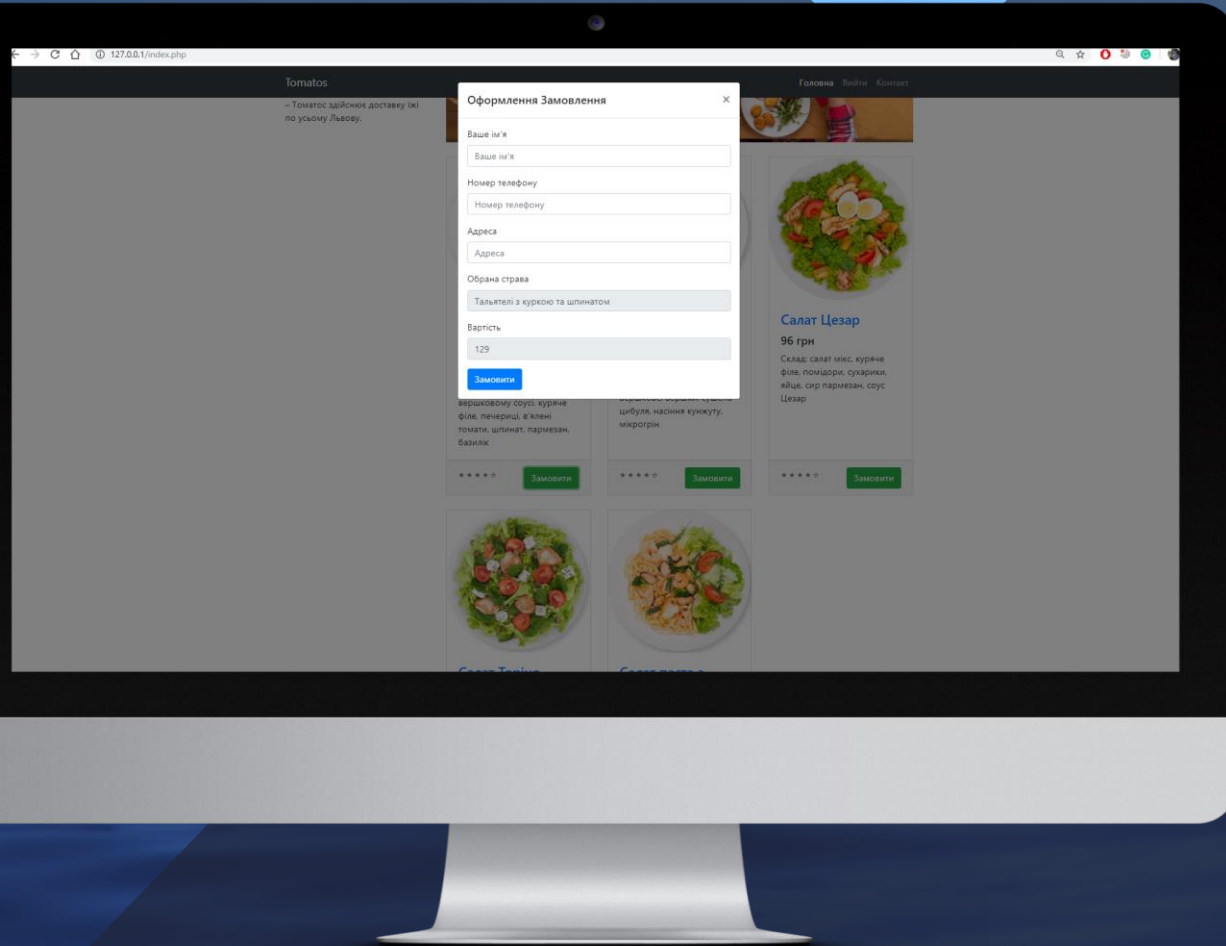 127.0.0.1/index.php
Tomatos
Головна Вийти Контакт
– Томатос здійснює доставку їжі
по усьому Львову.
Оформлення Замовлення ×
Ваше ім'я
Ваше ім'я
Номер телефону
Номер телефону
Адреса
Адреса
Обрана страва
Тальятелі з куркою та шпинатом
Вартість
129
Замовити
вершковому соусі, куряче
філе, печериці, в'ялені
томати, шпинат, пармезан,
базилік
цибуля, насіння кунжуту,
мікрогрін
Салат Цезар
96 грн
Склад: салат мікс, куряче
філе, помідори, сухарики,
яйце, сир пармезан, соус
Цезар
Замовити
Замовити
Замовити